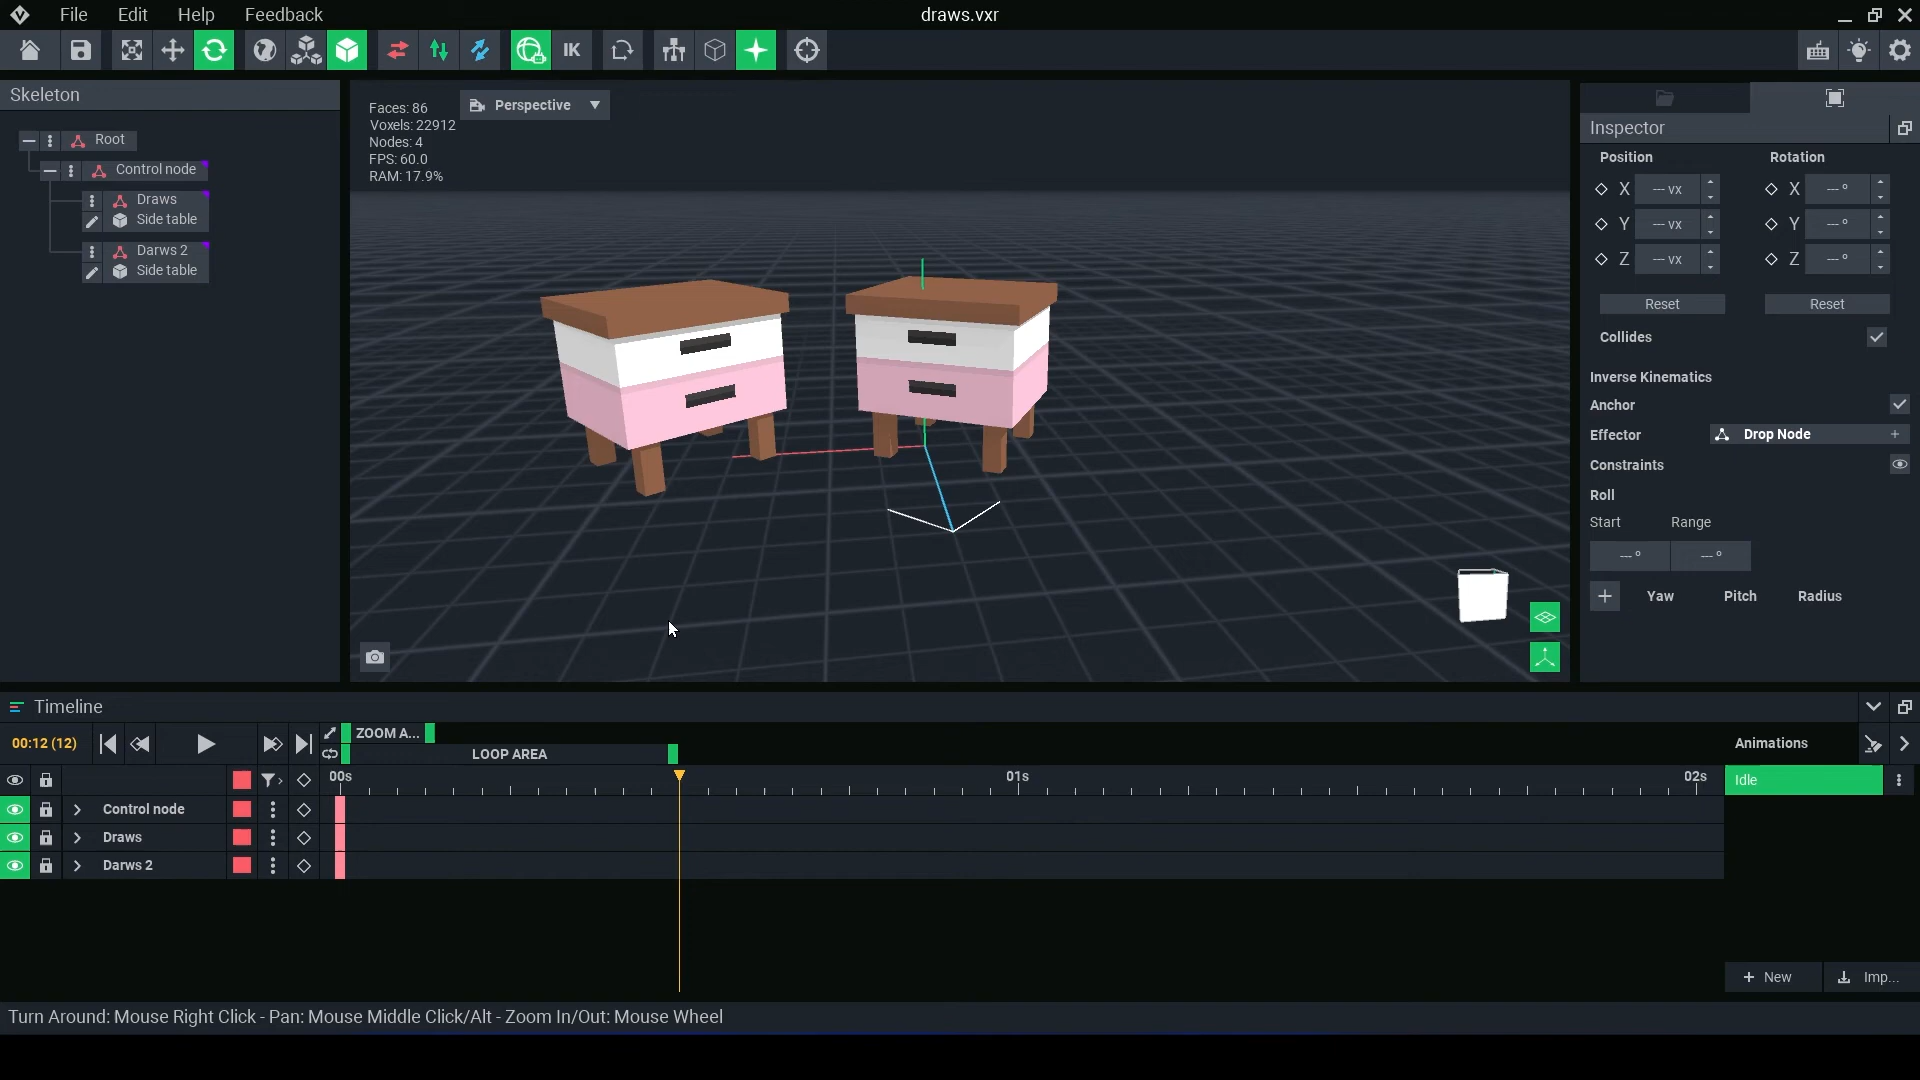 File Edit Help Feedback
draws.vxr
IK
Skeleton
Root
Control node
Draws
Side table
Darws 2
Side table
Faces: 86
Voxels: 22912
Nodes: 4
FPS: 60.0
RAM: 17.9%
Perspective
Inspector
Position Rotation
X --- vx X --- °
Y --- vx Y --- °
Z --- vx Z --- °
Reset Reset
Collides
Inverse Kinematics
Anchor
Effector Drop Node +
Constraints
Roll
Start Range
--- ° --- °
+ Yaw Pitch Radius
Timeline
00:12 (12)
ZOOM A...
LOOP AREA
Animations
00s 01s 02s
Idle
Control node
Draws
Darws 2
+ New Imp...
Turn Around: Mouse Right Click - Pan: Mouse Middle Click/Alt - Zoom In/Out: Mouse Wheel